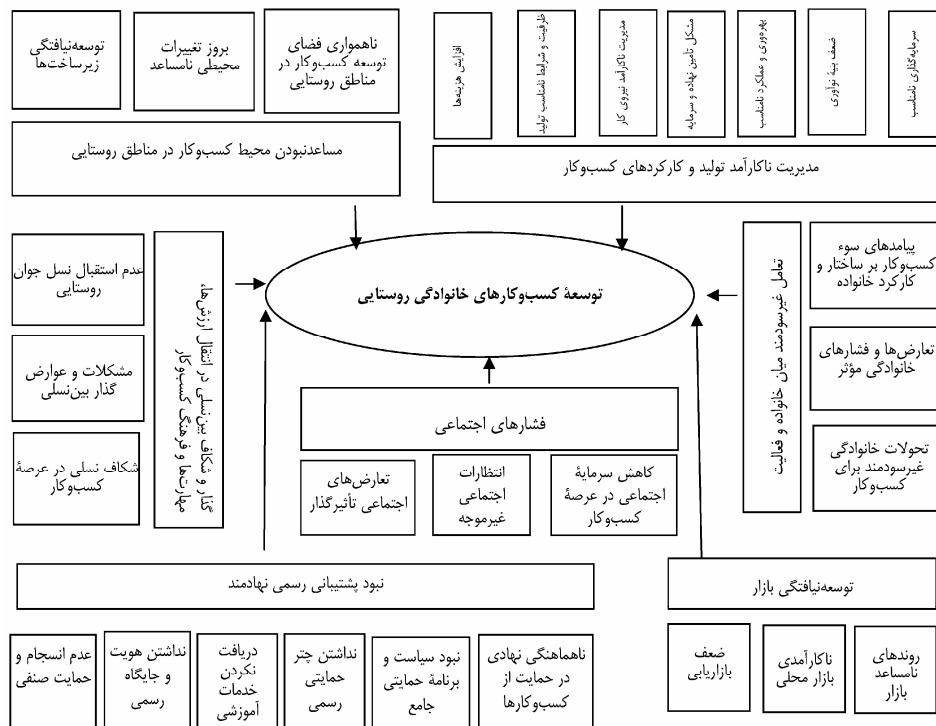 سرمایه‌گذاری نامناسب
ضعف بنیهٔ نوآوری
بهره‌وری و عملکرد نامناسب
مشکل تأمین نهاده و سرمایه
مدیریت ناکارآمد نیروی کار
ظرفیت و شرایط نامناسب تولید
افزایش هزینه‌ها
مدیریت ناکارآمد تولید و کارکردهای کسب‌وکار
ناهمواری فضای
توسعه کسب‌وکار در
مناطق روستایی
بروز تغییرات
محیطی نامساعد
توسعه‌نیافتگی
زیرساخت‌ها
مساعدنبودن محیط کسب‌وکار در مناطق روستایی
پیامدهای سوء
کسب‌وکار بر ساختار و
کارکرد خانواده
تعارض‌ها و فشارهای
خانوادگی مؤثر
تحولات خانوادگی
غیرسودمند برای
کسب‌وکار
تعامل غیرسودمند میان خانواده و فعالیت
توسعهٔ کسب‌وکارهای خانوادگی روستایی
گذار و شکاف بین‌نسلی در انتقال ارزش‌ها،
مهارت‌ها و فرهنگ کسب‌وکار
عدم استقبال نسل جوان
روستایی
مشکلات و عوارض
گذار بین‌نسلی
شکاف نسلی در عرصهٔ
کسب‌وکار
فشارهای اجتماعی
کاهش سرمایهٔ
اجتماعی در عرصهٔ
کسب‌وکار
انتظارات
اجتماعی
غیرموجه
تعارض‌های
اجتماعی تأثیرگذار
توسعه‌نیافتگی بازار
روندهای
نامساعد
بازار
ناکارآمدی
بازار محلی
ضعف
بازاریابی
نبود پشتیبانی رسمی نهادمند
ناهماهنگی نهادی
در حمایت از
کسب‌وکارها
نبود سیاست و
برنامهٔ حمایتی
جامع
نداشتن چتر
حمایتی
رسمی
دریافت
نکردن
خدمات
آموزشی
نداشتن هویت
و جایگاه
رسمی
عدم انسجام و
حمایت صنفی